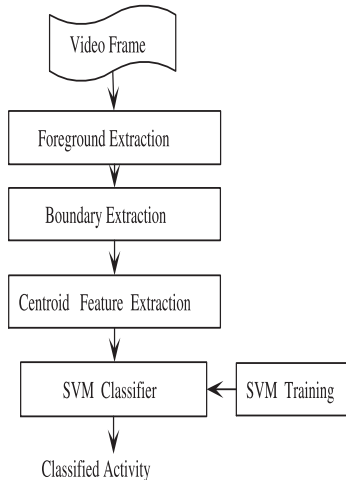 Video Frame
Foreground Extraction
Boundary Extraction
Centroid Feature Extraction
SVM Classifier
SVM Training
Classified Activity